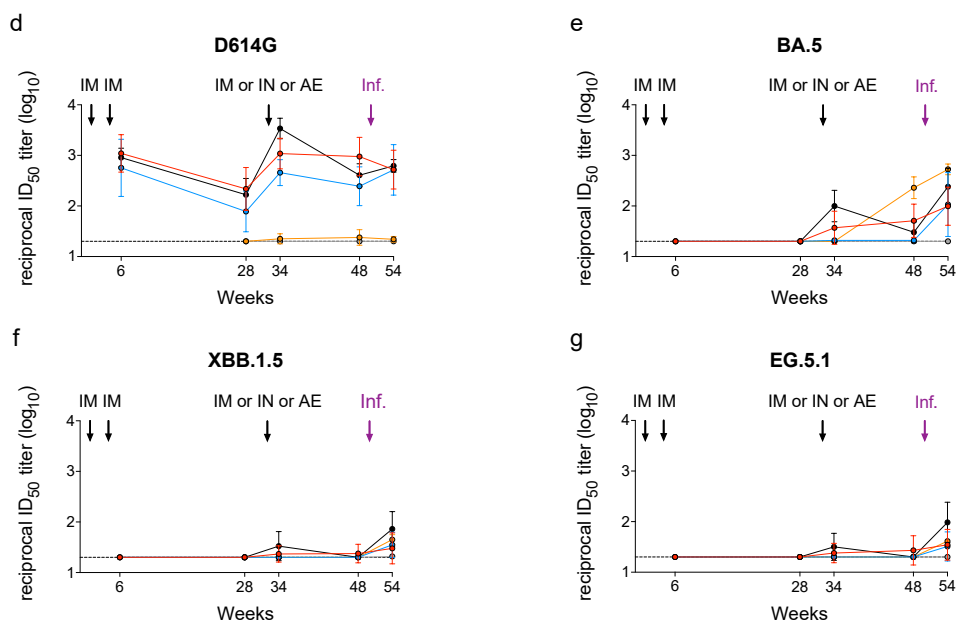 d
D614G
IM IM
IM or IN or AE
Inf.
reciprocal ID50 titer (log10)
4
3
2
1
6
28
34
48
54
Weeks
e
BA.5
IM IM
IM or IN or AE
Inf.
reciprocal ID50 titer (log10)
4
3
2
1
6
28
34
48
54
Weeks
f
XBB.1.5
IM IM
IM or IN or AE
Inf.
reciprocal ID50 titer (log10)
4
3
2
1
6
28
34
48
54
Weeks
g
EG.5.1
IM IM
IM or IN or AE
Inf.
reciprocal ID50 titer (log10)
4
3
2
1
6
28
34
48
54
Weeks